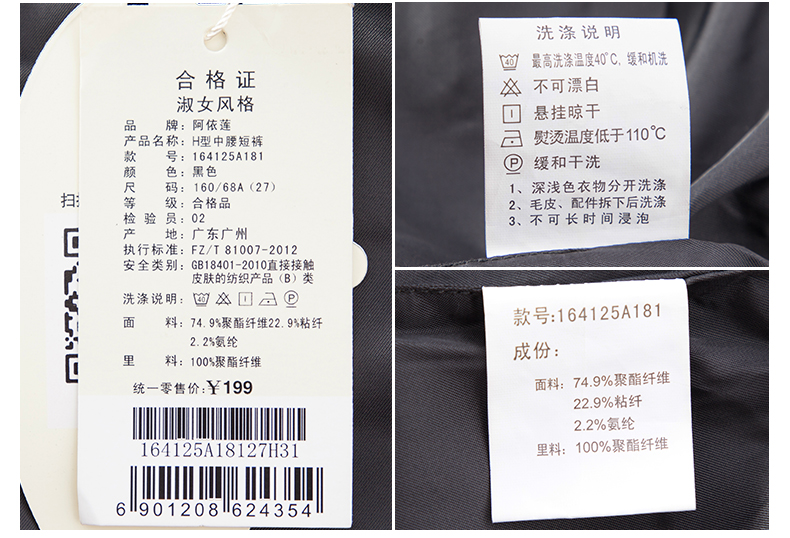 合格证
淑女风格
品 牌: 阿依莲
产品名称: H型中腰短裤
款 号: 164125A181
颜 色: 黑色
尺 码: 160/68A (27)
等 级: 合格品
检 验 员: 02
产 地: 广东广州
执行标准: FZ/T 81007-2012
安全类别: GB18401-2010直接接触
皮肤的纺织产品(B)类
洗涤说明: 40
面 料: 74.9%聚酯纤维22.9%粘纤
2.2%氨纶
里 料: 100%聚酯纤维
统一零售价: ¥199
164125A18127H31
6 901208 624354
扫
洗涤说明
40 最高洗涤温度40℃, 缓和机洗
不可漂白
悬挂晾干
熨烫温度低于110℃
P 缓和干洗
1、深浅色衣物分开洗涤
2、毛皮、配件拆下后洗涤
3、不可长时间浸泡
款号:164125A181
成份:
面料: 74.9%聚酯纤维
22.9%粘纤
2.2%氨纶
里料: 100%聚酯纤维